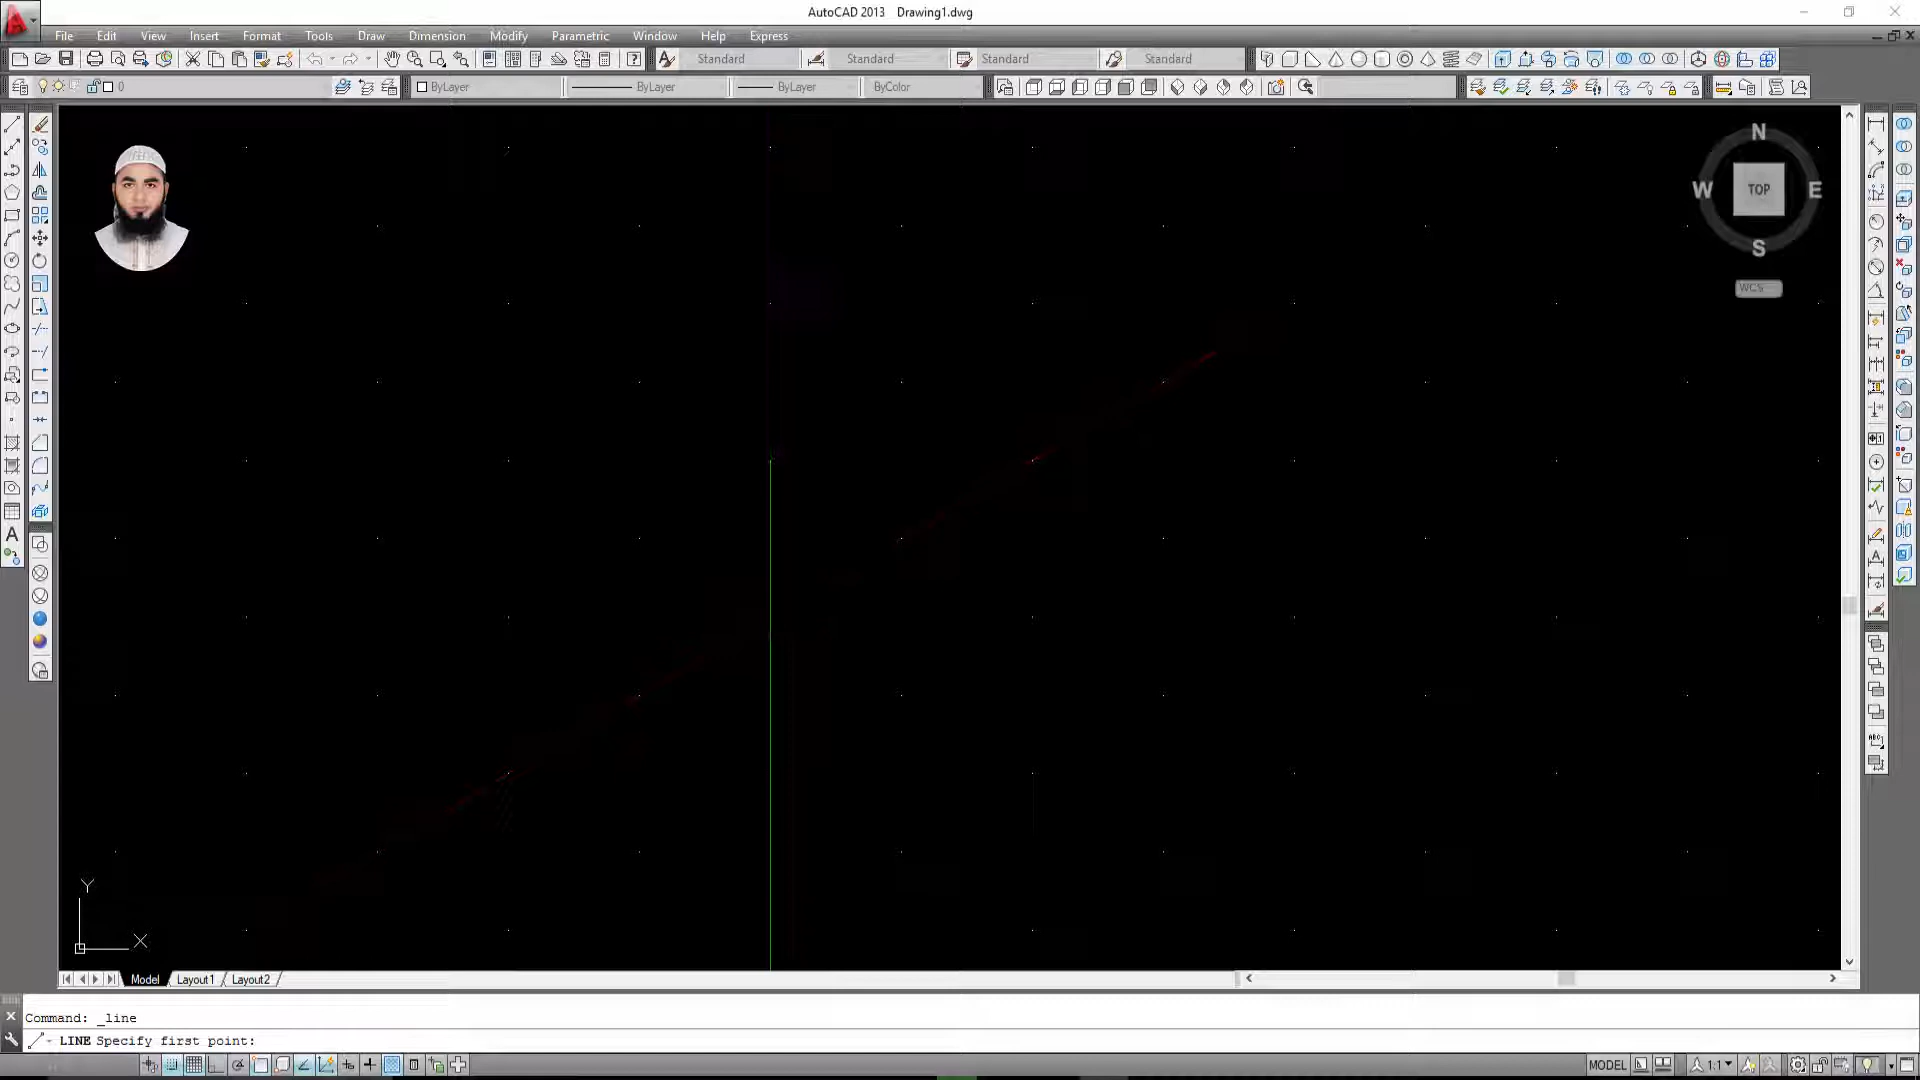 AutoCAD 2013 Drawing1.dwg
File Edit View Insert Format Tools Draw Dimension Modify Parametric Window Help Express
Standard Standard Standard Standard
0 ByLayer ByLayer ByLayer ByColor
N
W TOP E
S
WCS
A
A
Y
X
Model Layout1 Layout2
Command: _line
LINE Specify first point:
MODEL 1:1